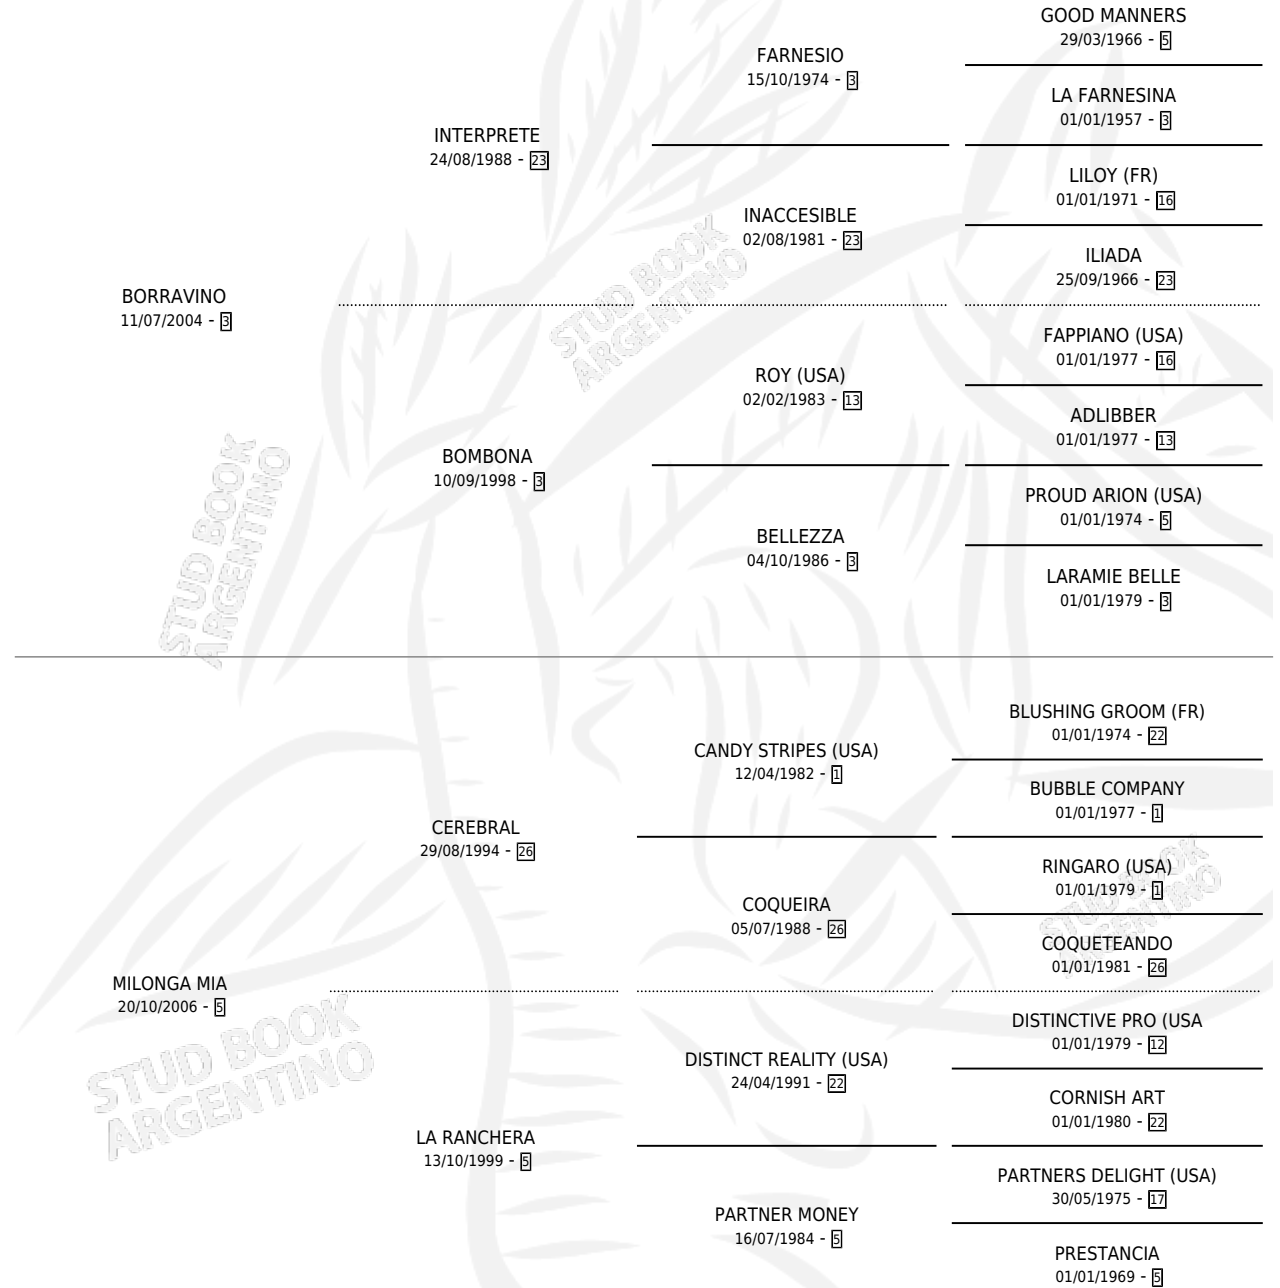 GOOD MANNERS
29/03/1966 - 5
FARNESIO
15/10/1974 - 3
LA FARNESINA
01/01/1957 - 3
INTERPRETE
24/08/1988 - 23
LILOY (FR)
01/01/1971 - 16
INACCESIBLE
02/08/1981 - 23
ILIADA
25/09/1966 - 23
BORRAVINO
11/07/2004 - 3
FAPPIANO (USA)
01/01/1977 - 16
ROY (USA)
02/02/1983 - 13
ADLIBBER
01/01/1977 - 13
BOMBONA
10/09/1998 - 3
PROUD ARION (USA)
01/01/1974 - 5
BELLEZZA
04/10/1986 - 3
LARAMIE BELLE
01/01/1979 - 3
STUD BOOK
ARGENTINO
STUD BOOK
ARGENTINO
BLUSHING GROOM (FR)
01/01/1974 - 22
CANDY STRIPES (USA)
12/04/1982 - 1
BUBBLE COMPANY
01/01/1977 - 1
CEREBRAL
29/08/1994 - 26
RINGARO (USA)
01/01/1979 - 1
COQUEIRA
05/07/1988 - 26
COQUETEANDO
01/01/1981 - 26
MILONGA MIA
20/10/2006 - 5
DISTINCTIVE PRO (USA
01/01/1979 - 12
DISTINCT REALITY (USA)
24/04/1991 - 22
CORNISH ART
01/01/1980 - 22
LA RANCHERA
13/10/1999 - 5
PARTNERS DELIGHT (USA)
30/05/1975 - 17
PARTNER MONEY
16/07/1984 - 5
PRESTANCIA
01/01/1969 - 5
STUD BOOK
ARGENTINO
STUD BOOK
ARGENTINO